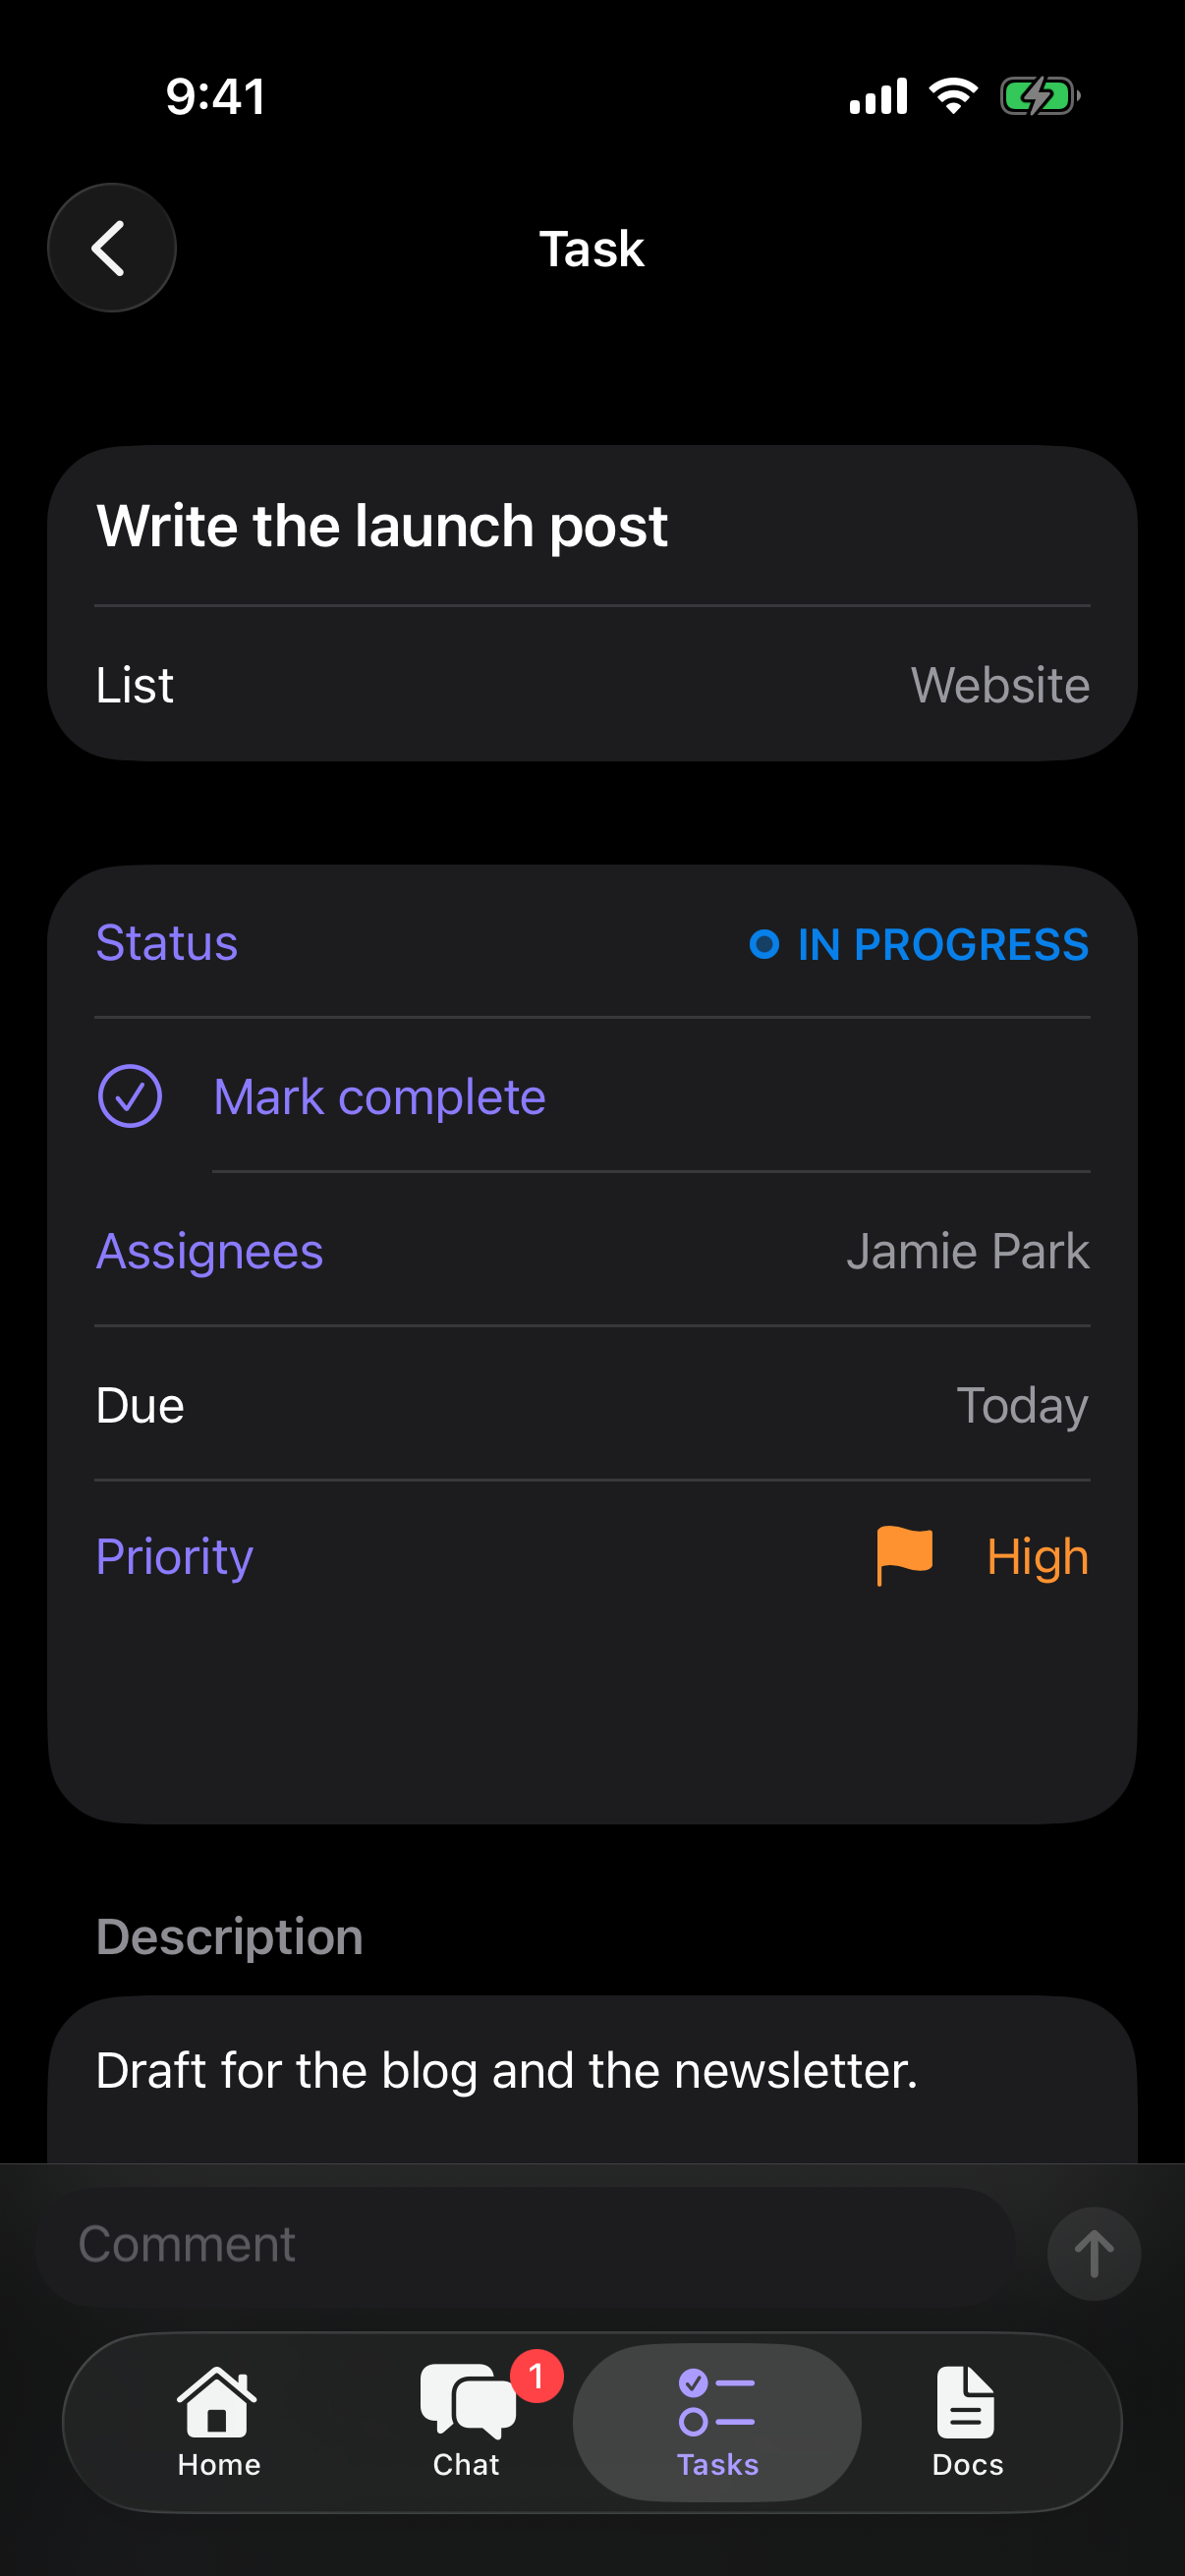 9:41
Task
Write the launch post
List Website
Status IN PROGRESS
Mark complete
Assignees Jamie Park
Due Today
Priority High
Description
Draft for the blog and the newsletter.
Comment
1
Home Chat Tasks Docs